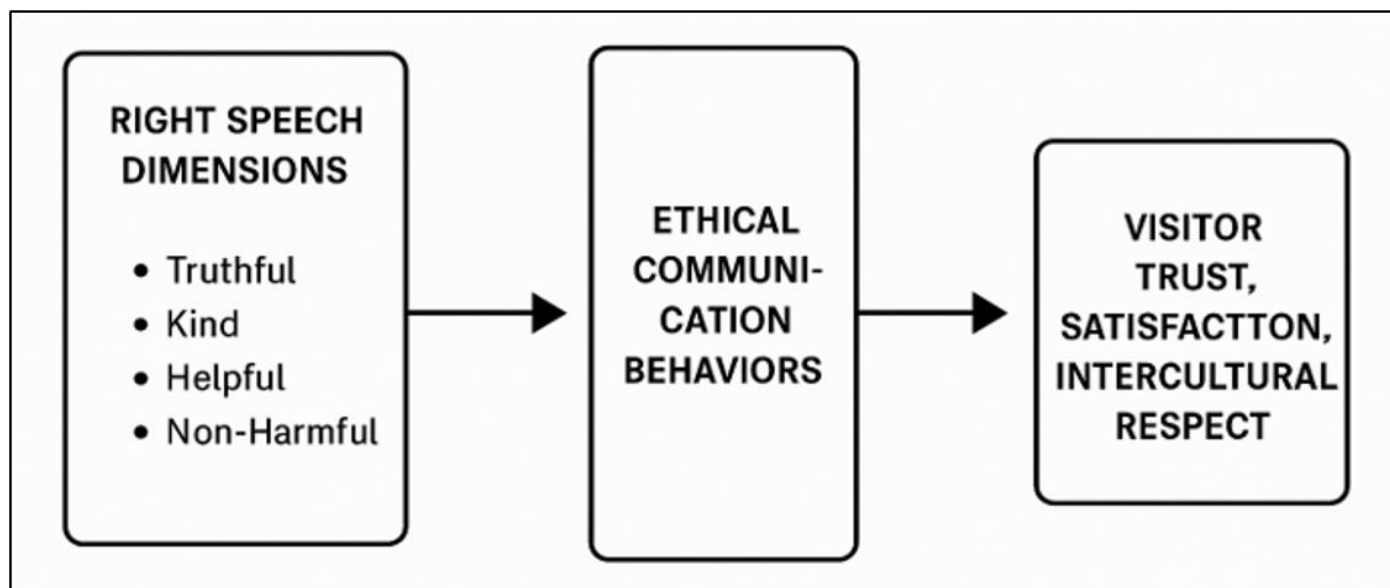 RIGHT SPEECH
DIMENSIONS
• Truthful
• Kind
• Helpful
• Non-Harmful
ETHICAL
COMMUNI-
CATION
BEHAVIORS
VISITOR
TRUST,
SATISFACTTON,
INTERCULTURAL
RESPECT